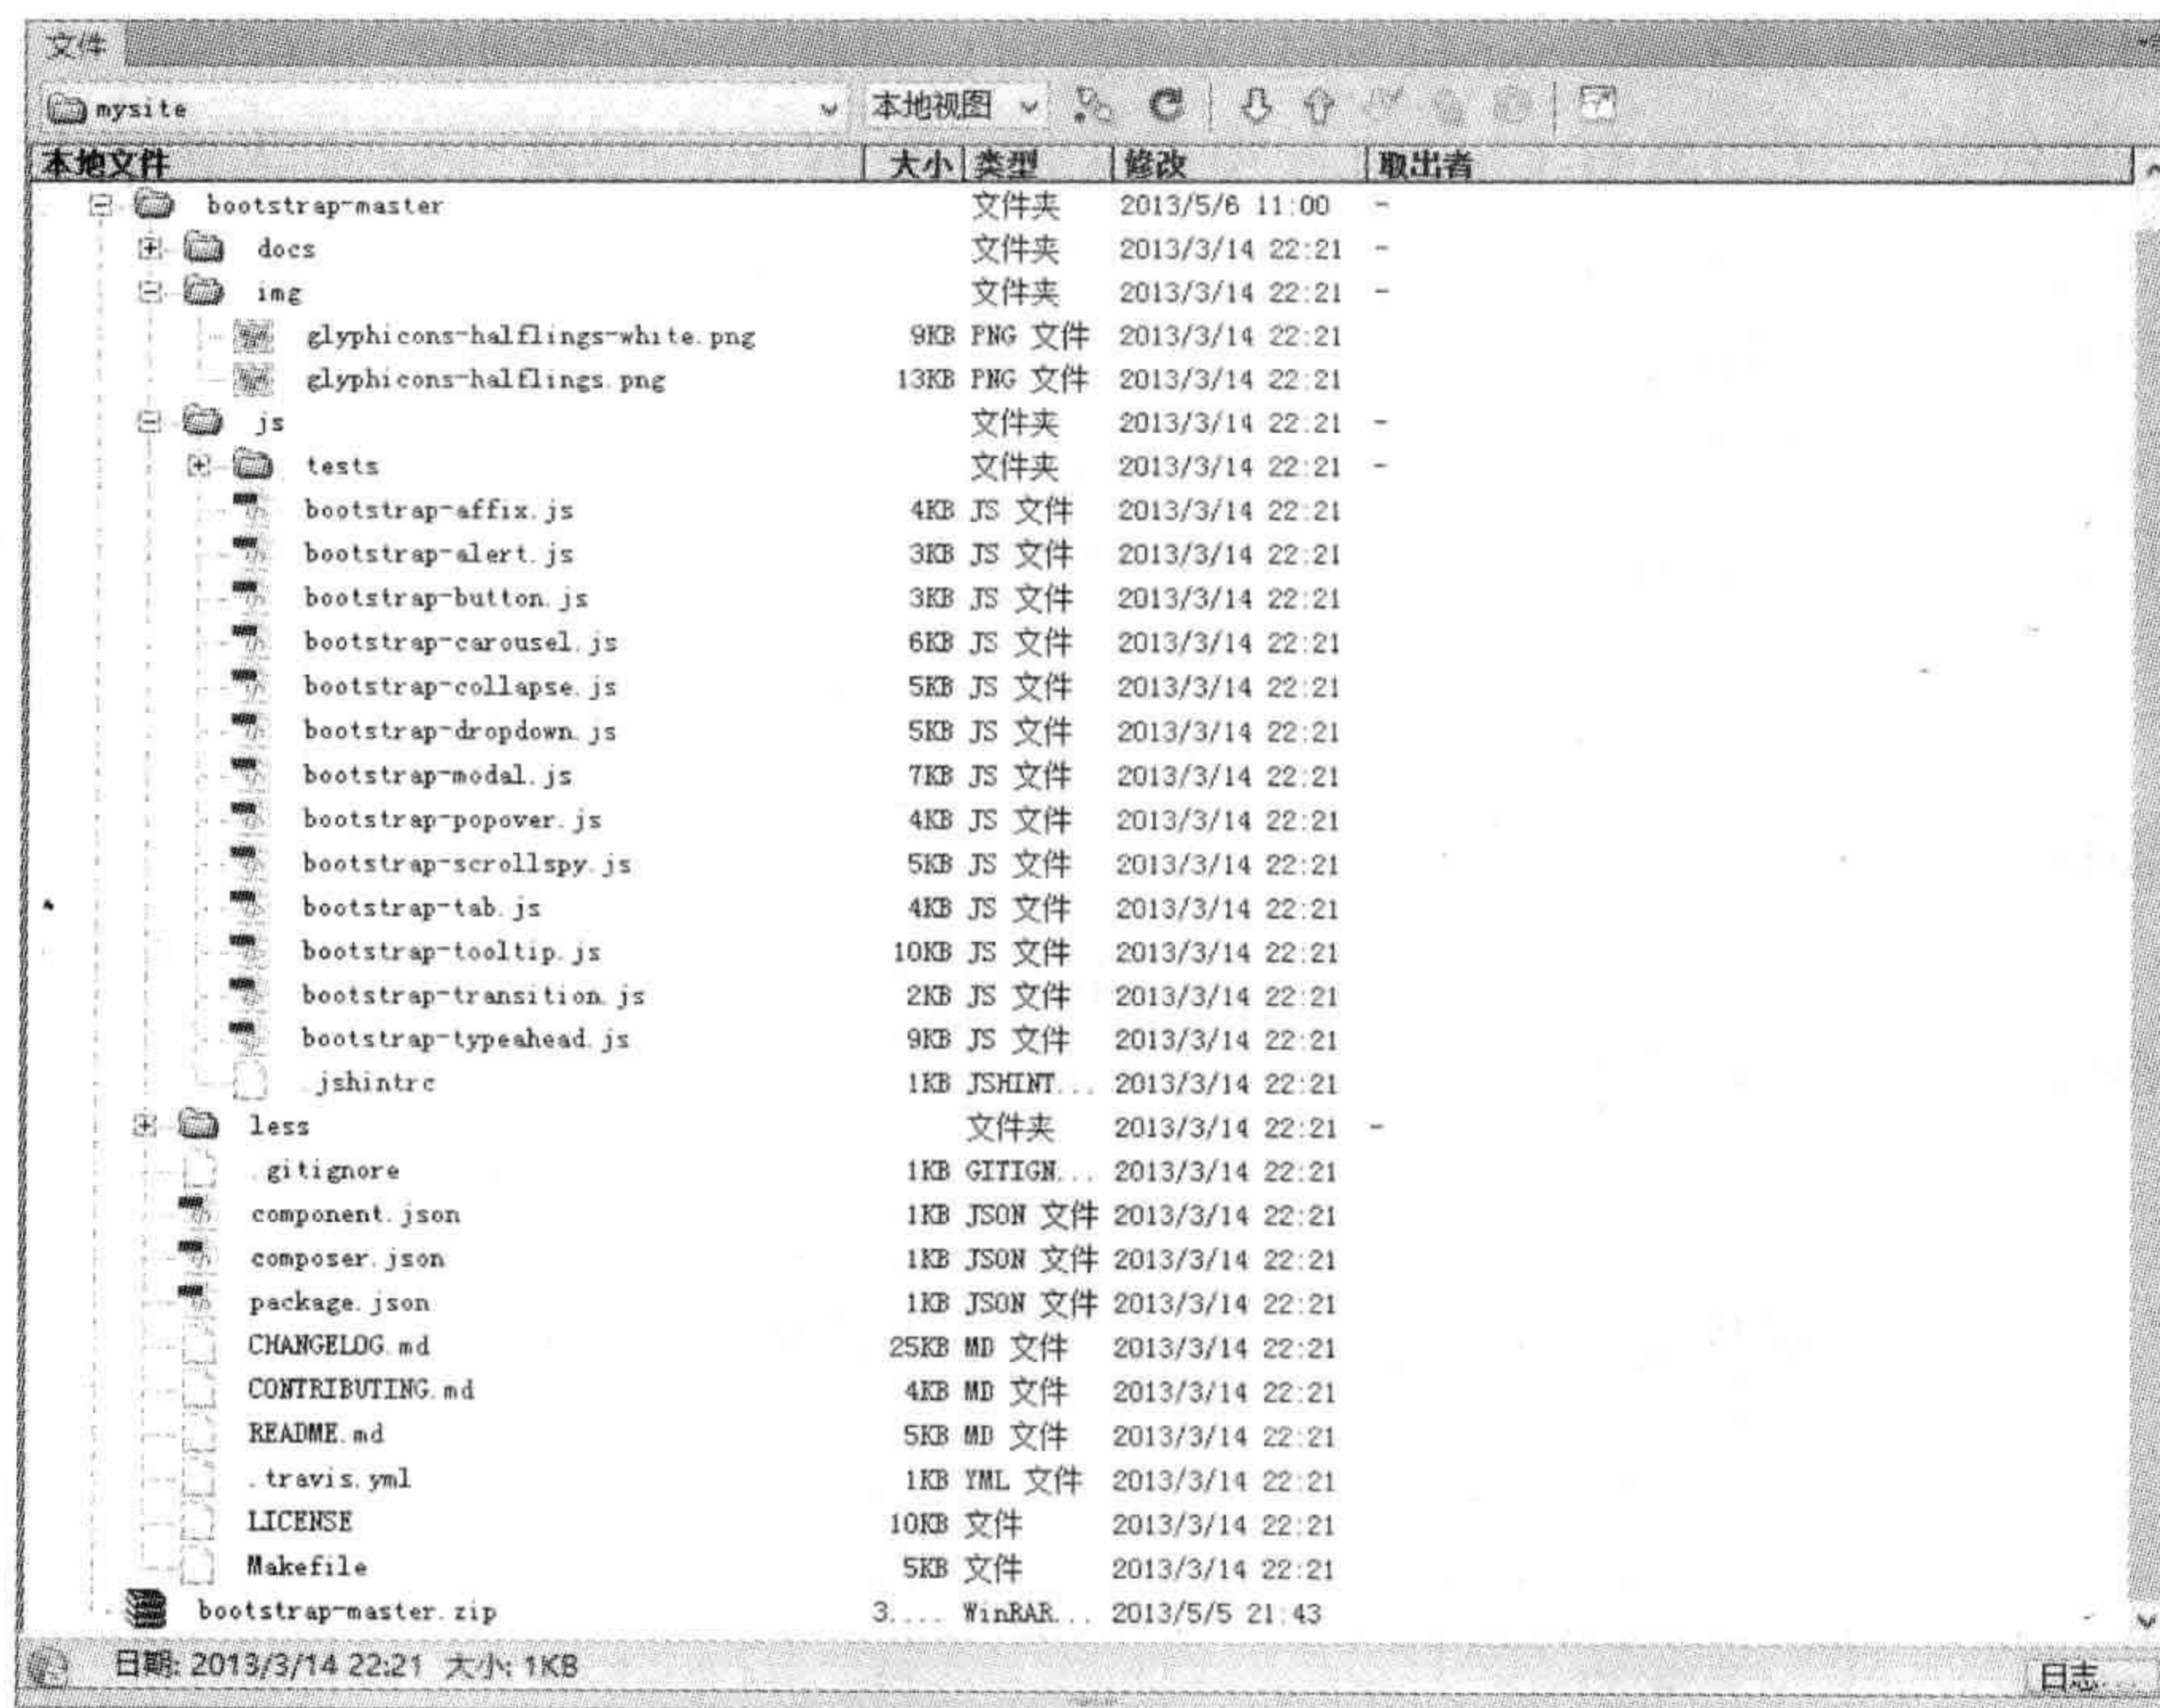 文件
mysite 本地视图
本地文件 大小 类型 修改 取出者
bootstrap-master 文件夹 2013/5/6 11:00 -
docs 文件夹 2013/3/14 22:21 -
img 文件夹 2013/3/14 22:21 -
glyphicons-halflings-white.png 9KB PNG 文件 2013/3/14 22:21
glyphicons-halflings.png 13KB PNG 文件 2013/3/14 22:21
js 文件夹 2013/3/14 22:21 -
tests 文件夹 2013/3/14 22:21 -
bootstrap-affix.js 4KB JS 文件 2013/3/14 22:21
bootstrap-alert.js 3KB JS 文件 2013/3/14 22:21
bootstrap-button.js 3KB JS 文件 2013/3/14 22:21
bootstrap-carousel.js 6KB JS 文件 2013/3/14 22:21
bootstrap-collapse.js 5KB JS 文件 2013/3/14 22:21
bootstrap-dropdown.js 5KB JS 文件 2013/3/14 22:21
bootstrap-modal.js 7KB JS 文件 2013/3/14 22:21
bootstrap-popover.js 4KB JS 文件 2013/3/14 22:21
bootstrap-scrollspy.js 5KB JS 文件 2013/3/14 22:21
bootstrap-tab.js 4KB JS 文件 2013/3/14 22:21
bootstrap-tooltip.js 10KB JS 文件 2013/3/14 22:21
bootstrap-transition.js 2KB JS 文件 2013/3/14 22:21
bootstrap-typeahead.js 9KB JS 文件 2013/3/14 22:21
.jshintrc 1KB JSHINT... 2013/3/14 22:21
less 文件夹 2013/3/14 22:21 -
.gitignore 1KB GITIGN... 2013/3/14 22:21
component.json 1KB JSON 文件 2013/3/14 22:21
composer.json 1KB JSON 文件 2013/3/14 22:21
package.json 1KB JSON 文件 2013/3/14 22:21
CHANGELOG.md 25KB MD 文件 2013/3/14 22:21
CONTRIBUTING.md 4KB MD 文件 2013/3/14 22:21
README.md 5KB MD 文件 2013/3/14 22:21
.travis.yml 1KB YML 文件 2013/3/14 22:21
LICENSE 10KB 文件 2013/3/14 22:21
Makefile 5KB 文件 2013/3/14 22:21
bootstrap-master.zip 3.... WinRAR... 2013/5/5 21:43
日期: 2013/3/14 22:21 大小: 1KB 日志...